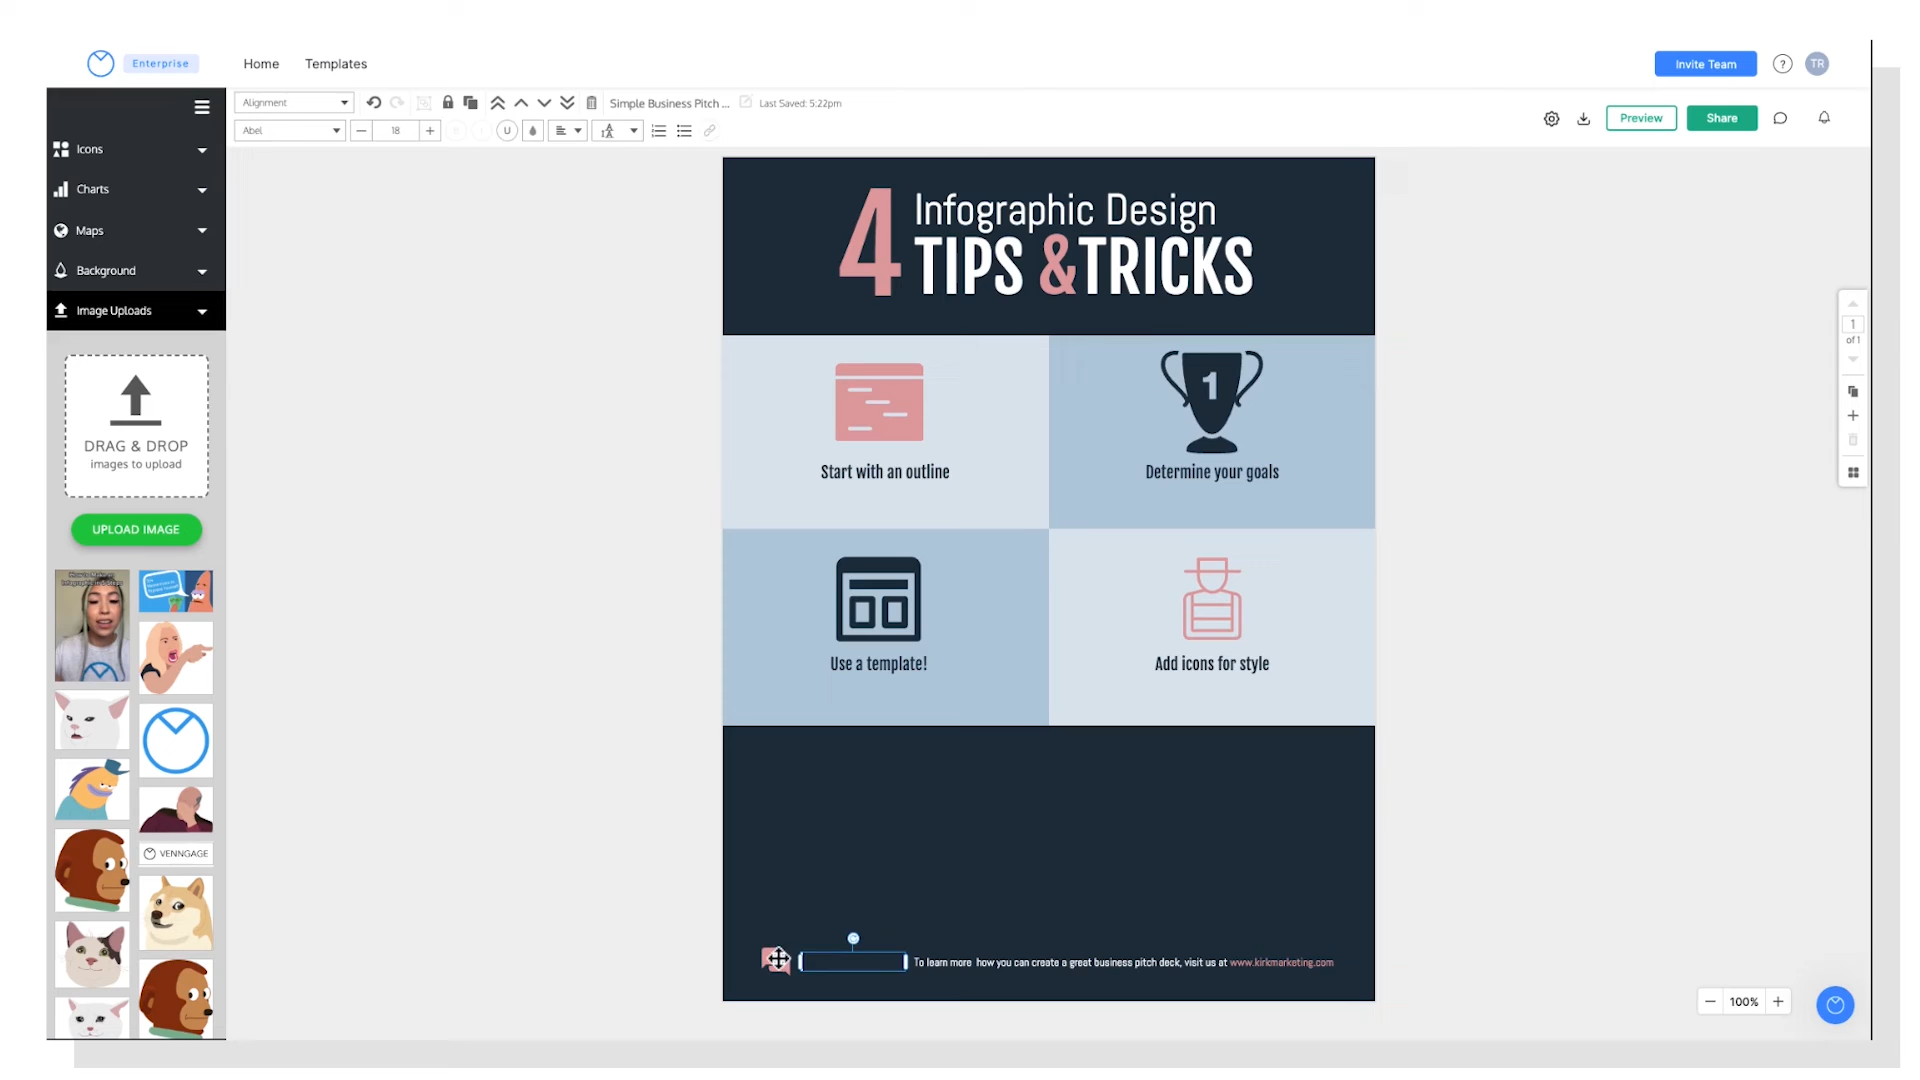 Enterprise
Home
Templates
Invite Team
?
TR
Alignment
Simple Business Pitch ...
Last Saved: 5:22pm
Abel
18
U
Preview
Share
Icons
Charts
Maps
Background
Image Uploads
DRAG & DROP
images to upload
UPLOAD IMAGE
VENNGAGE
4 Infographic Design
TIPS &TRICKS
Start with an outline
1
Determine your goals
Use a template!
Add icons for style
To learn more how you can create a great business pitch deck, visit us at www.kirkmarketing.com
1
of 1
100%